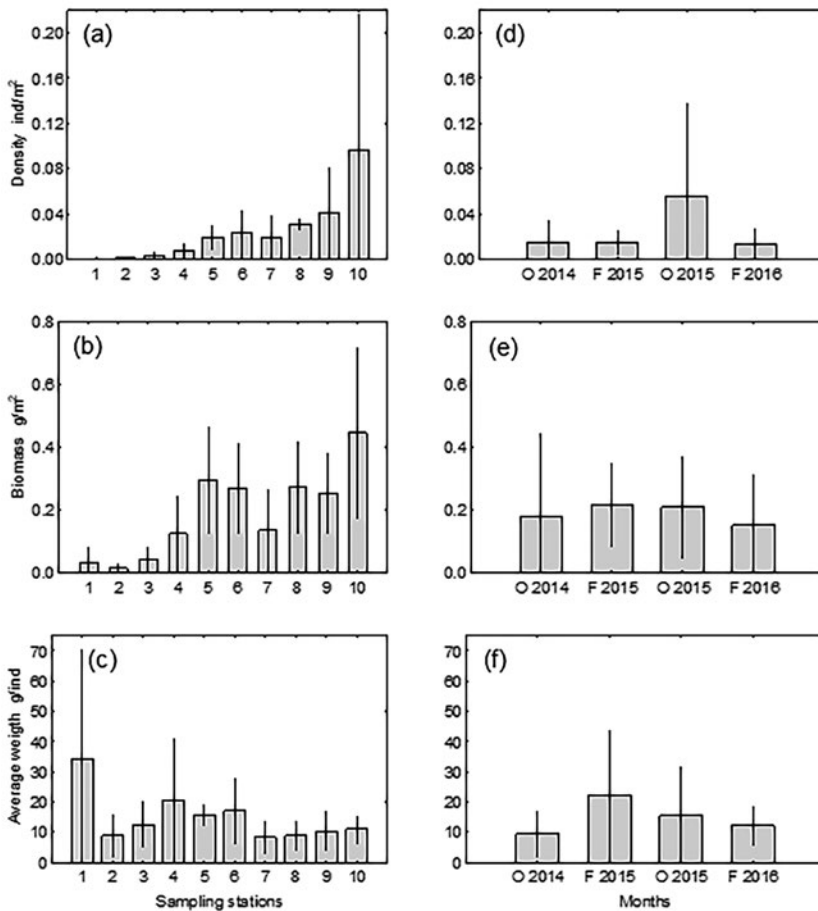 (a)
Density ind/m²
0.20
0.16
0.12
0.08
0.04
0.00
1 2 3 4 5 6 7 8 9 10
(d)
0.20
0.16
0.12
0.08
0.04
0.00
O 2014 F 2015 O 2015 F 2016
(b)
Biomass g/m²
0.8
0.6
0.4
0.2
0.0
1 2 3 4 5 6 7 8 9 10
(e)
0.8
0.6
0.4
0.2
0.0
O 2014 F 2015 O 2015 F 2016
(c)
Average weigth g/ind
70
60
50
40
30
20
10
0
1 2 3 4 5 6 7 8 9 10
Sampling stations
(f)
70
60
50
40
30
20
10
0
O 2014 F 2015 O 2015 F 2016
Months